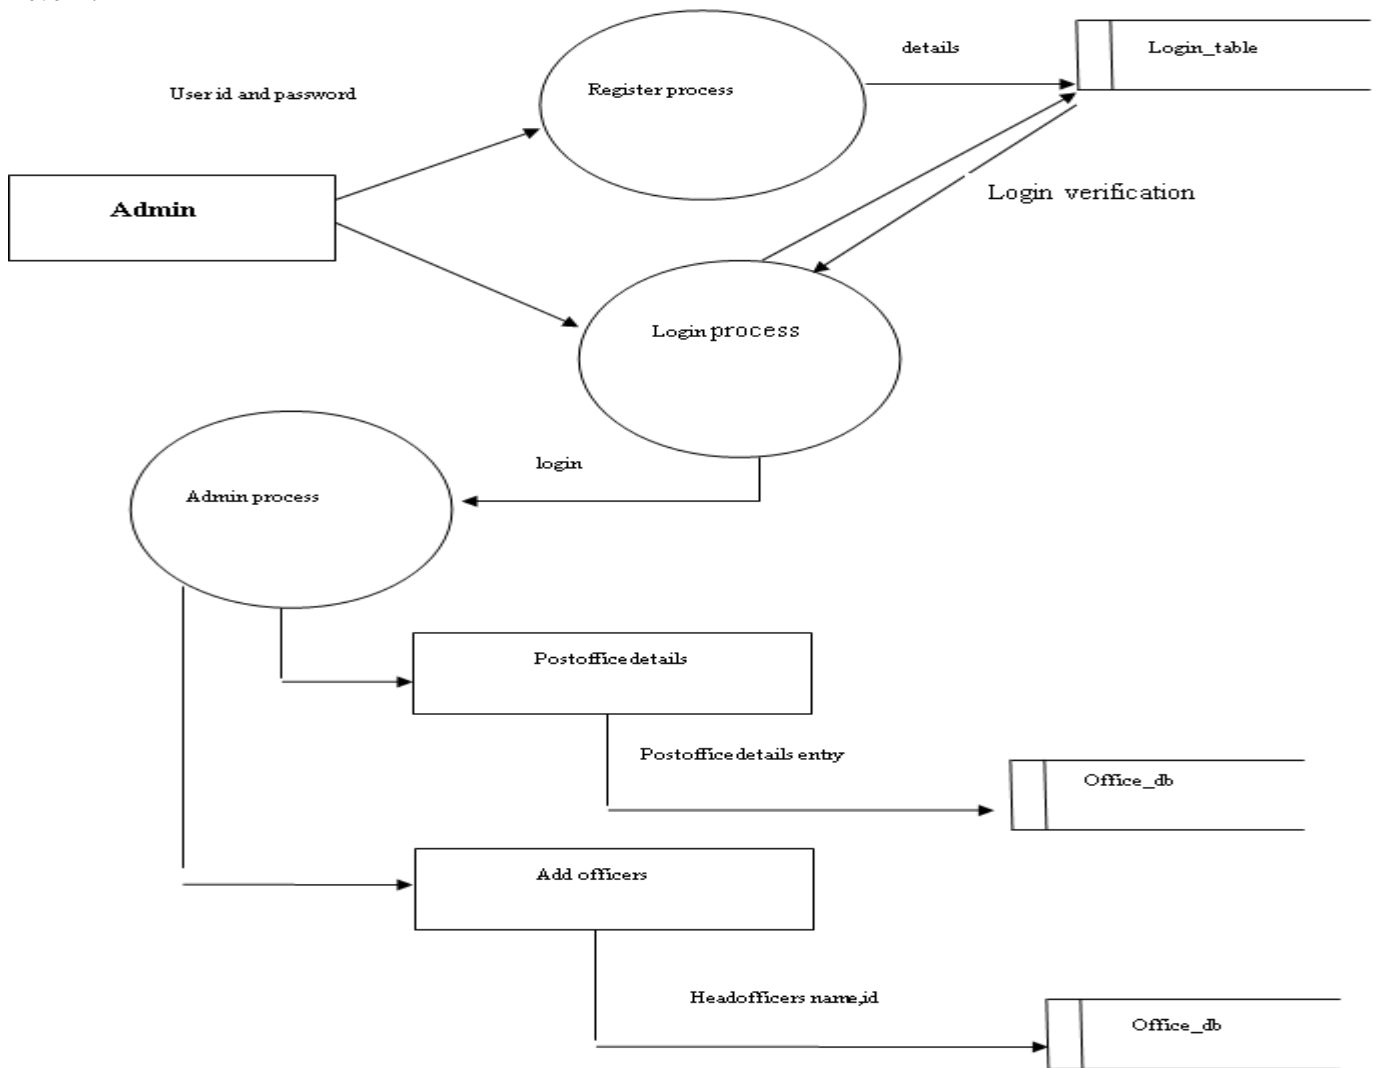 details
Login_table
Register process
User id and password
Login verification
Admin
Login process
login
Admin process
Postoffice details
Postoffice details entry
Office_db
Add officers
Headofficers name,id
Office_db